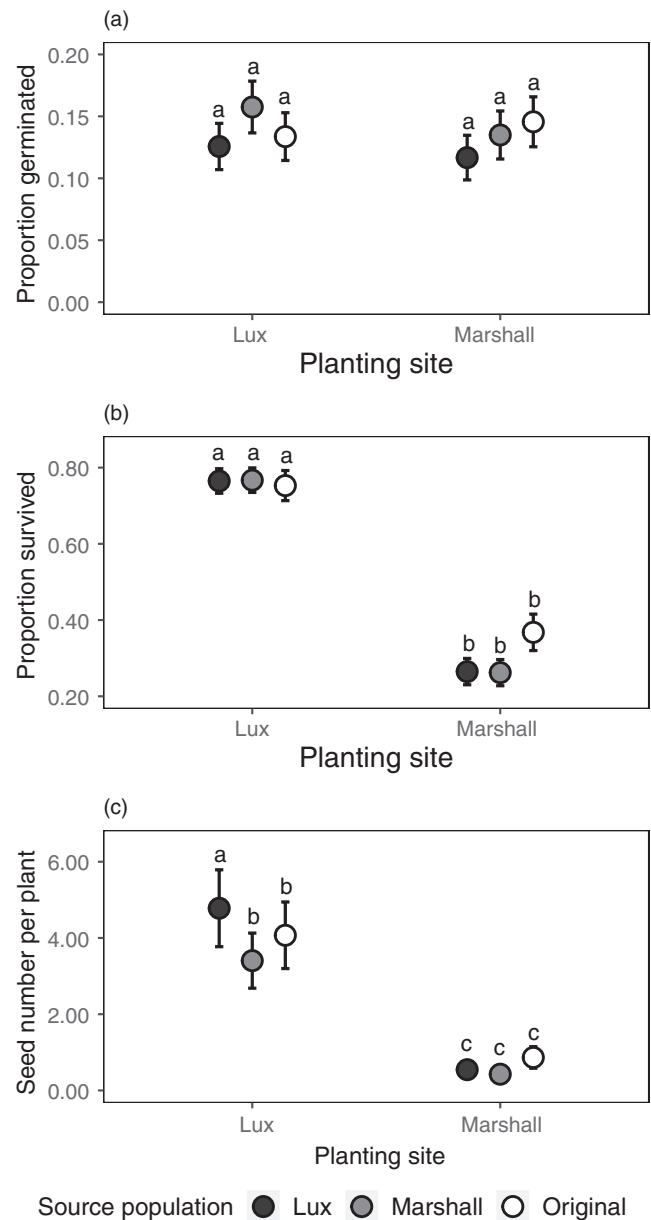 (a)
Proportion germinated
0.20
0.15
0.10
0.05
0.00
a a a a a a
Lux Marshall
Planting site
(b)
Proportion survived
0.80
0.60
0.40
0.20
a a a b b b
Lux Marshall
Planting site
(c)
Seed number per plant
6.00
4.00
2.00
0.00
a b b c c c
Lux Marshall
Planting site
Source population Lux Marshall Original